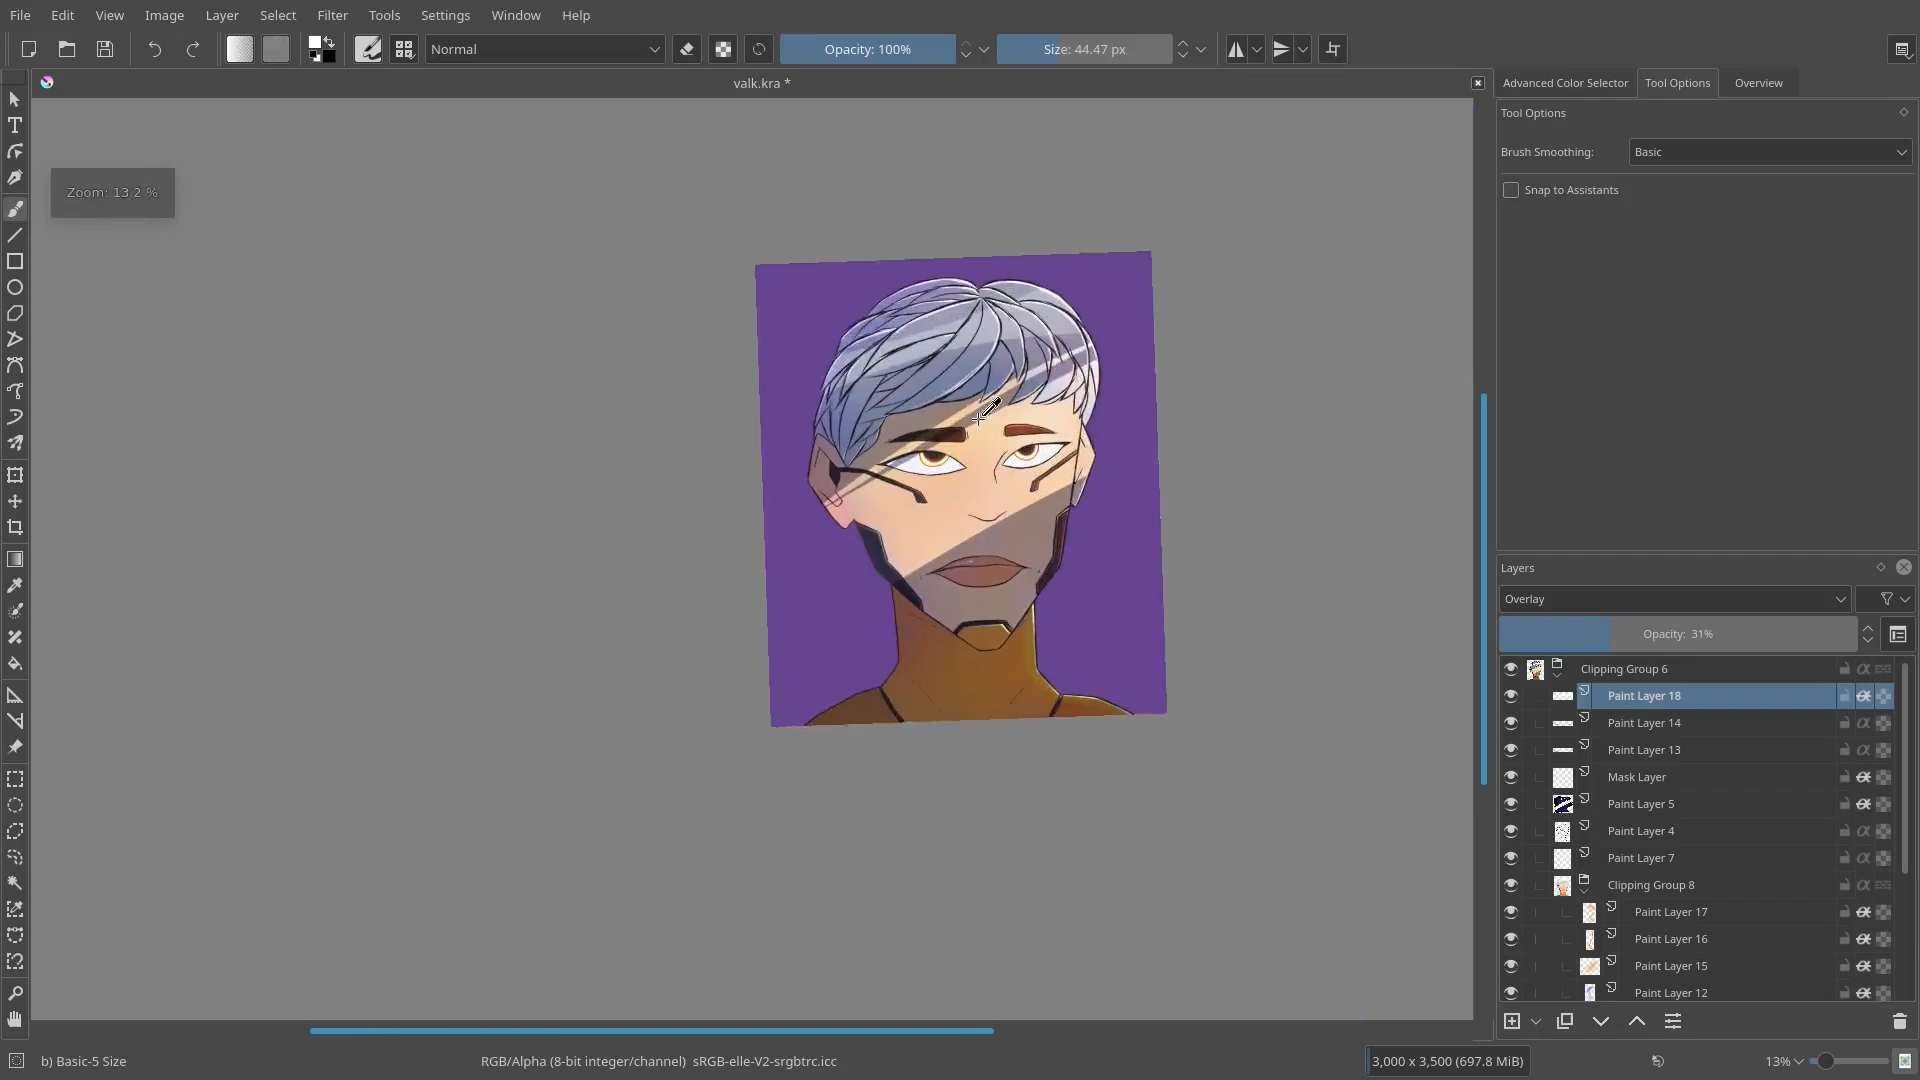 File Edit View Image Layer Select Filter Tools Settings Window Help
Normal Opacity: 100% Size: 44.47 px
valk.kra *
Advanced Color Selector Tool Options Overview
Tool Options
Brush Smoothing: Basic
Snap to Assistants
Zoom: 13.2 %
Layers
Overlay
Opacity: 31%
Clipping Group 6
Paint Layer 18
Paint Layer 14
Paint Layer 13
Mask Layer
Paint Layer 5
Paint Layer 4
Paint Layer 7
Clipping Group 8
Paint Layer 17
Paint Layer 16
Paint Layer 15
Paint Layer 12
b) Basic-5 Size RGB/Alpha (8-bit integer/channel) sRGB-elle-V2-srgbtrc.icc 3,000 x 3,500 (697.8 MiB) 13%